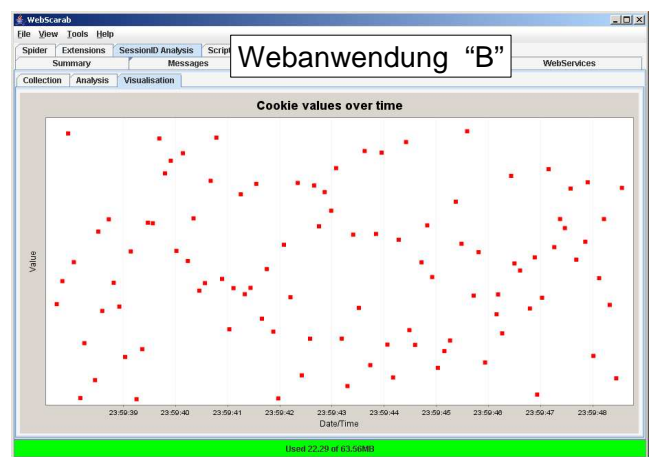 WebScarab
File View Tools Help
Spider Extensions SessionID Analysis Script
Webanwendung “B”
Summary Messages WebServices
Collection Analysis Visualisation
Cookie values over time
Value
23:59:39 23:59:40 23:59:41 23:59:42 23:59:43 23:59:44 23:59:45 23:59:46 23:59:47 23:59:48
Date/Time
Used 22.29 of 63.56MB